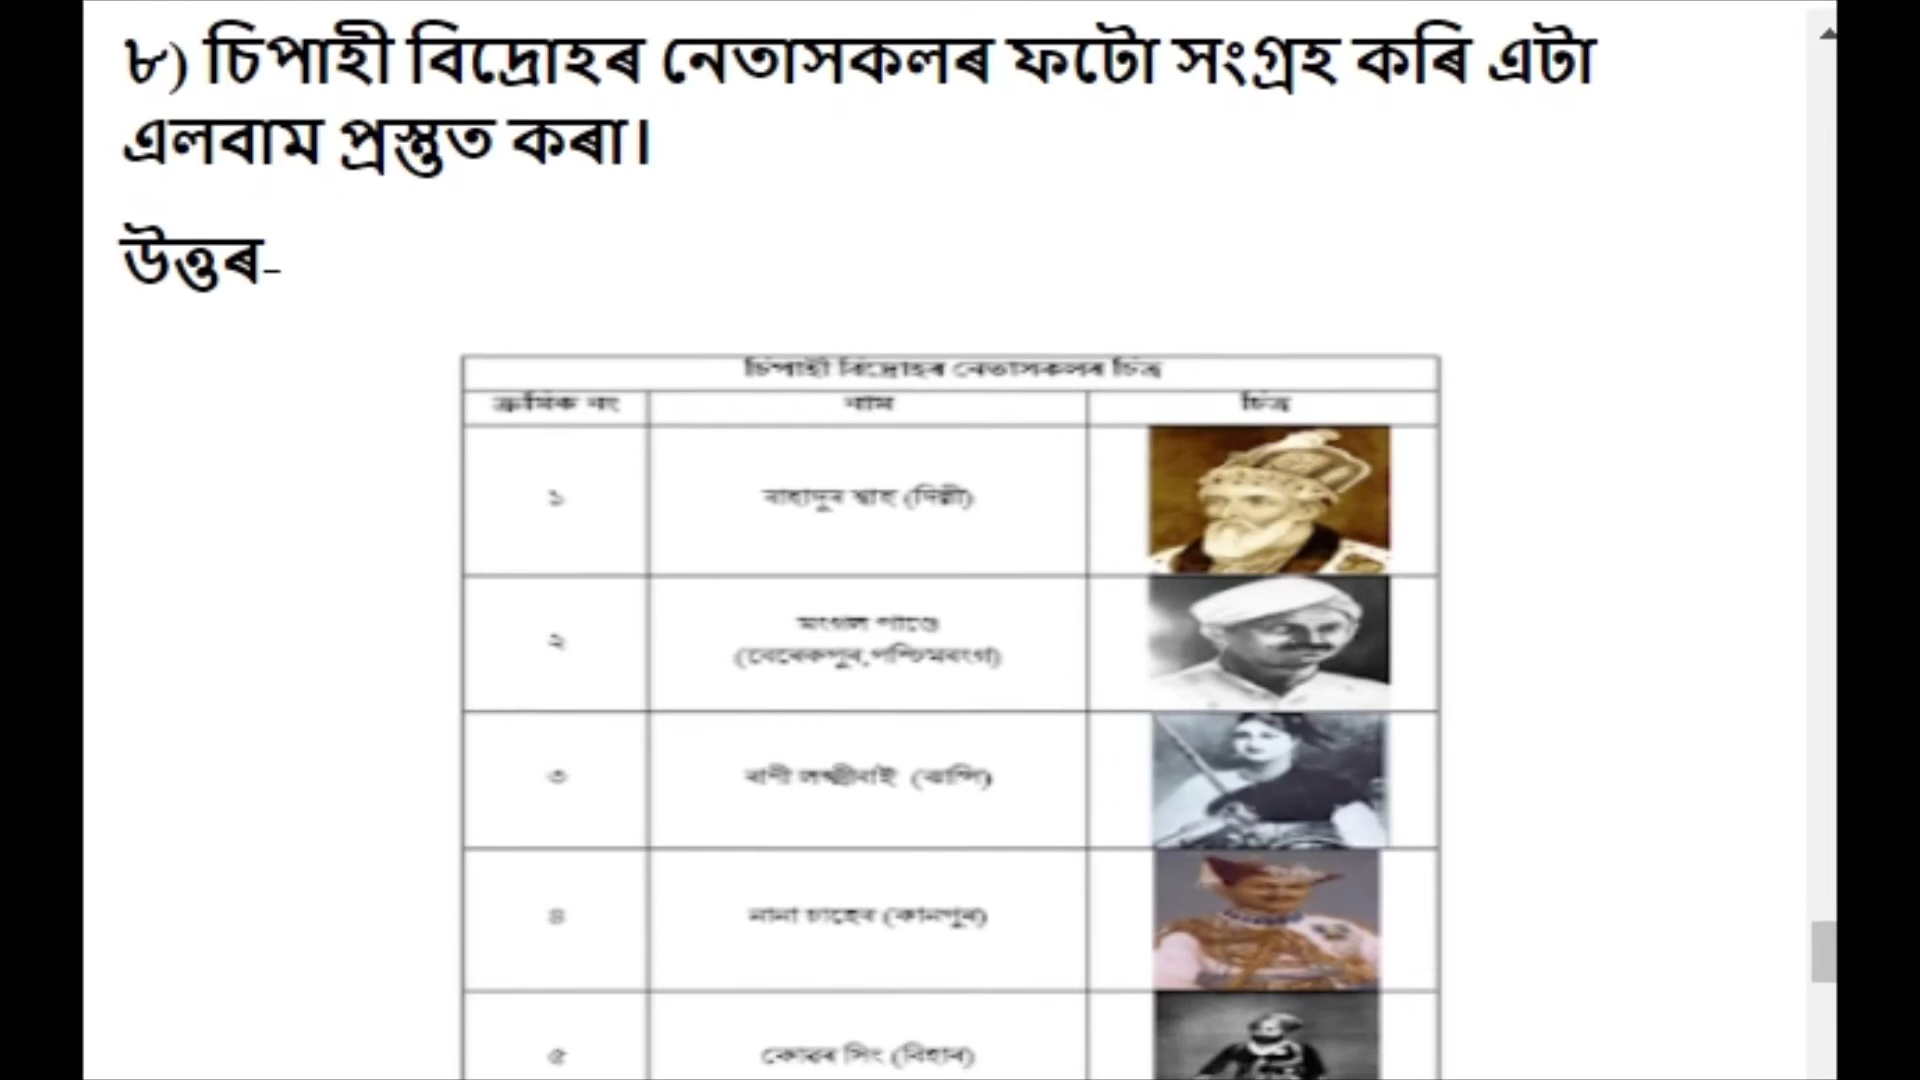 ৮) চিপাহী বিদ্ৰোহৰ নেতাসকলৰ ফটো সংগ্ৰহ কৰি এটা
এলবাম প্ৰস্তুত কৰা।
উত্তৰ-
চিপাহী বিদ্ৰোহৰ নেতাসকলৰ চিত্ৰ
ক্ৰমিক নং নাম চিত্ৰ
১ বাহাদুৰ শ্বাহ (দিল্লী)
মংগল পাণ্ডে
২
(বেৰেকপুৰ,পশ্চিমবংগ)
৩ ৰাণী লক্ষ্মীবাই (ঝান্সি)
৪ নানা চাহেব (কানপুৰ)
৫ কোৱৰ সিং (বিহাৰ)